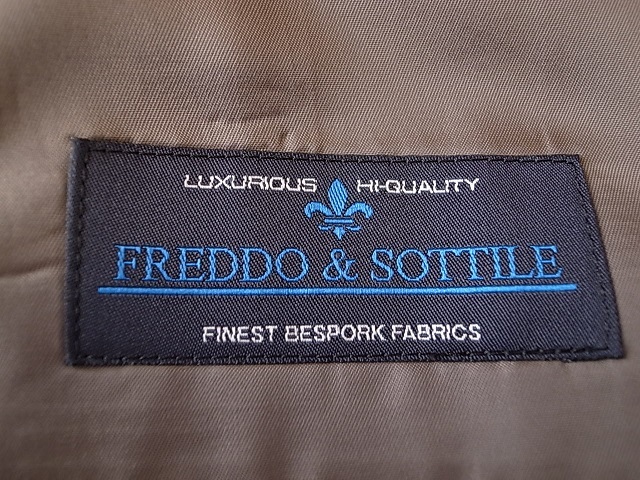 LUXURIOUS HI-QUALITY
FREDDO & SOTTILE
FINEST BESPORK FABRICS